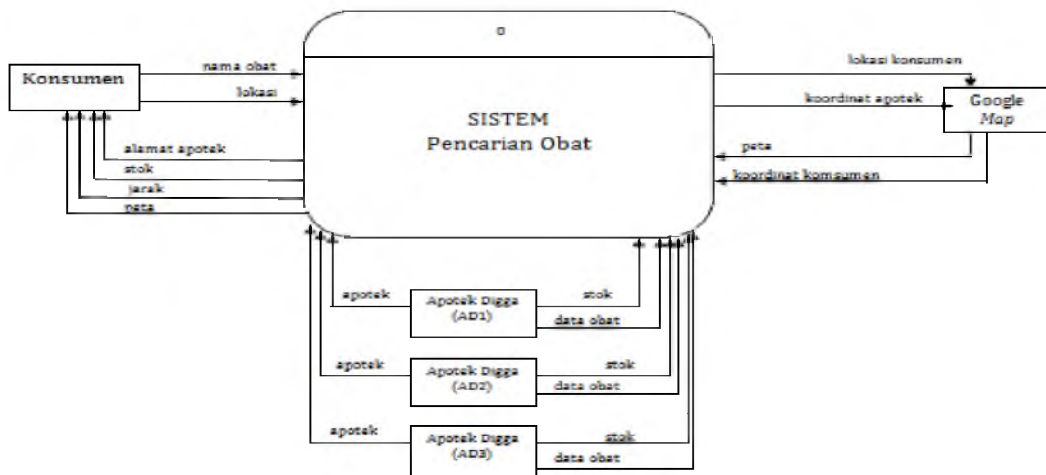 0
SISTEM
Pencarian Obat
Konsumen
nama obat
lokasi
alamat apotek
stok
jarak
peta
lokasi konsumen
koordinat apotek
Google
Map
peta
koordinat komsumen
apotek
Apotek Digga
(AD1)
stok
data obat
apotek
Apotek Digga
(AD2)
stok
data obat
apotek
Apotek Digga
(AD3)
stok
data obat